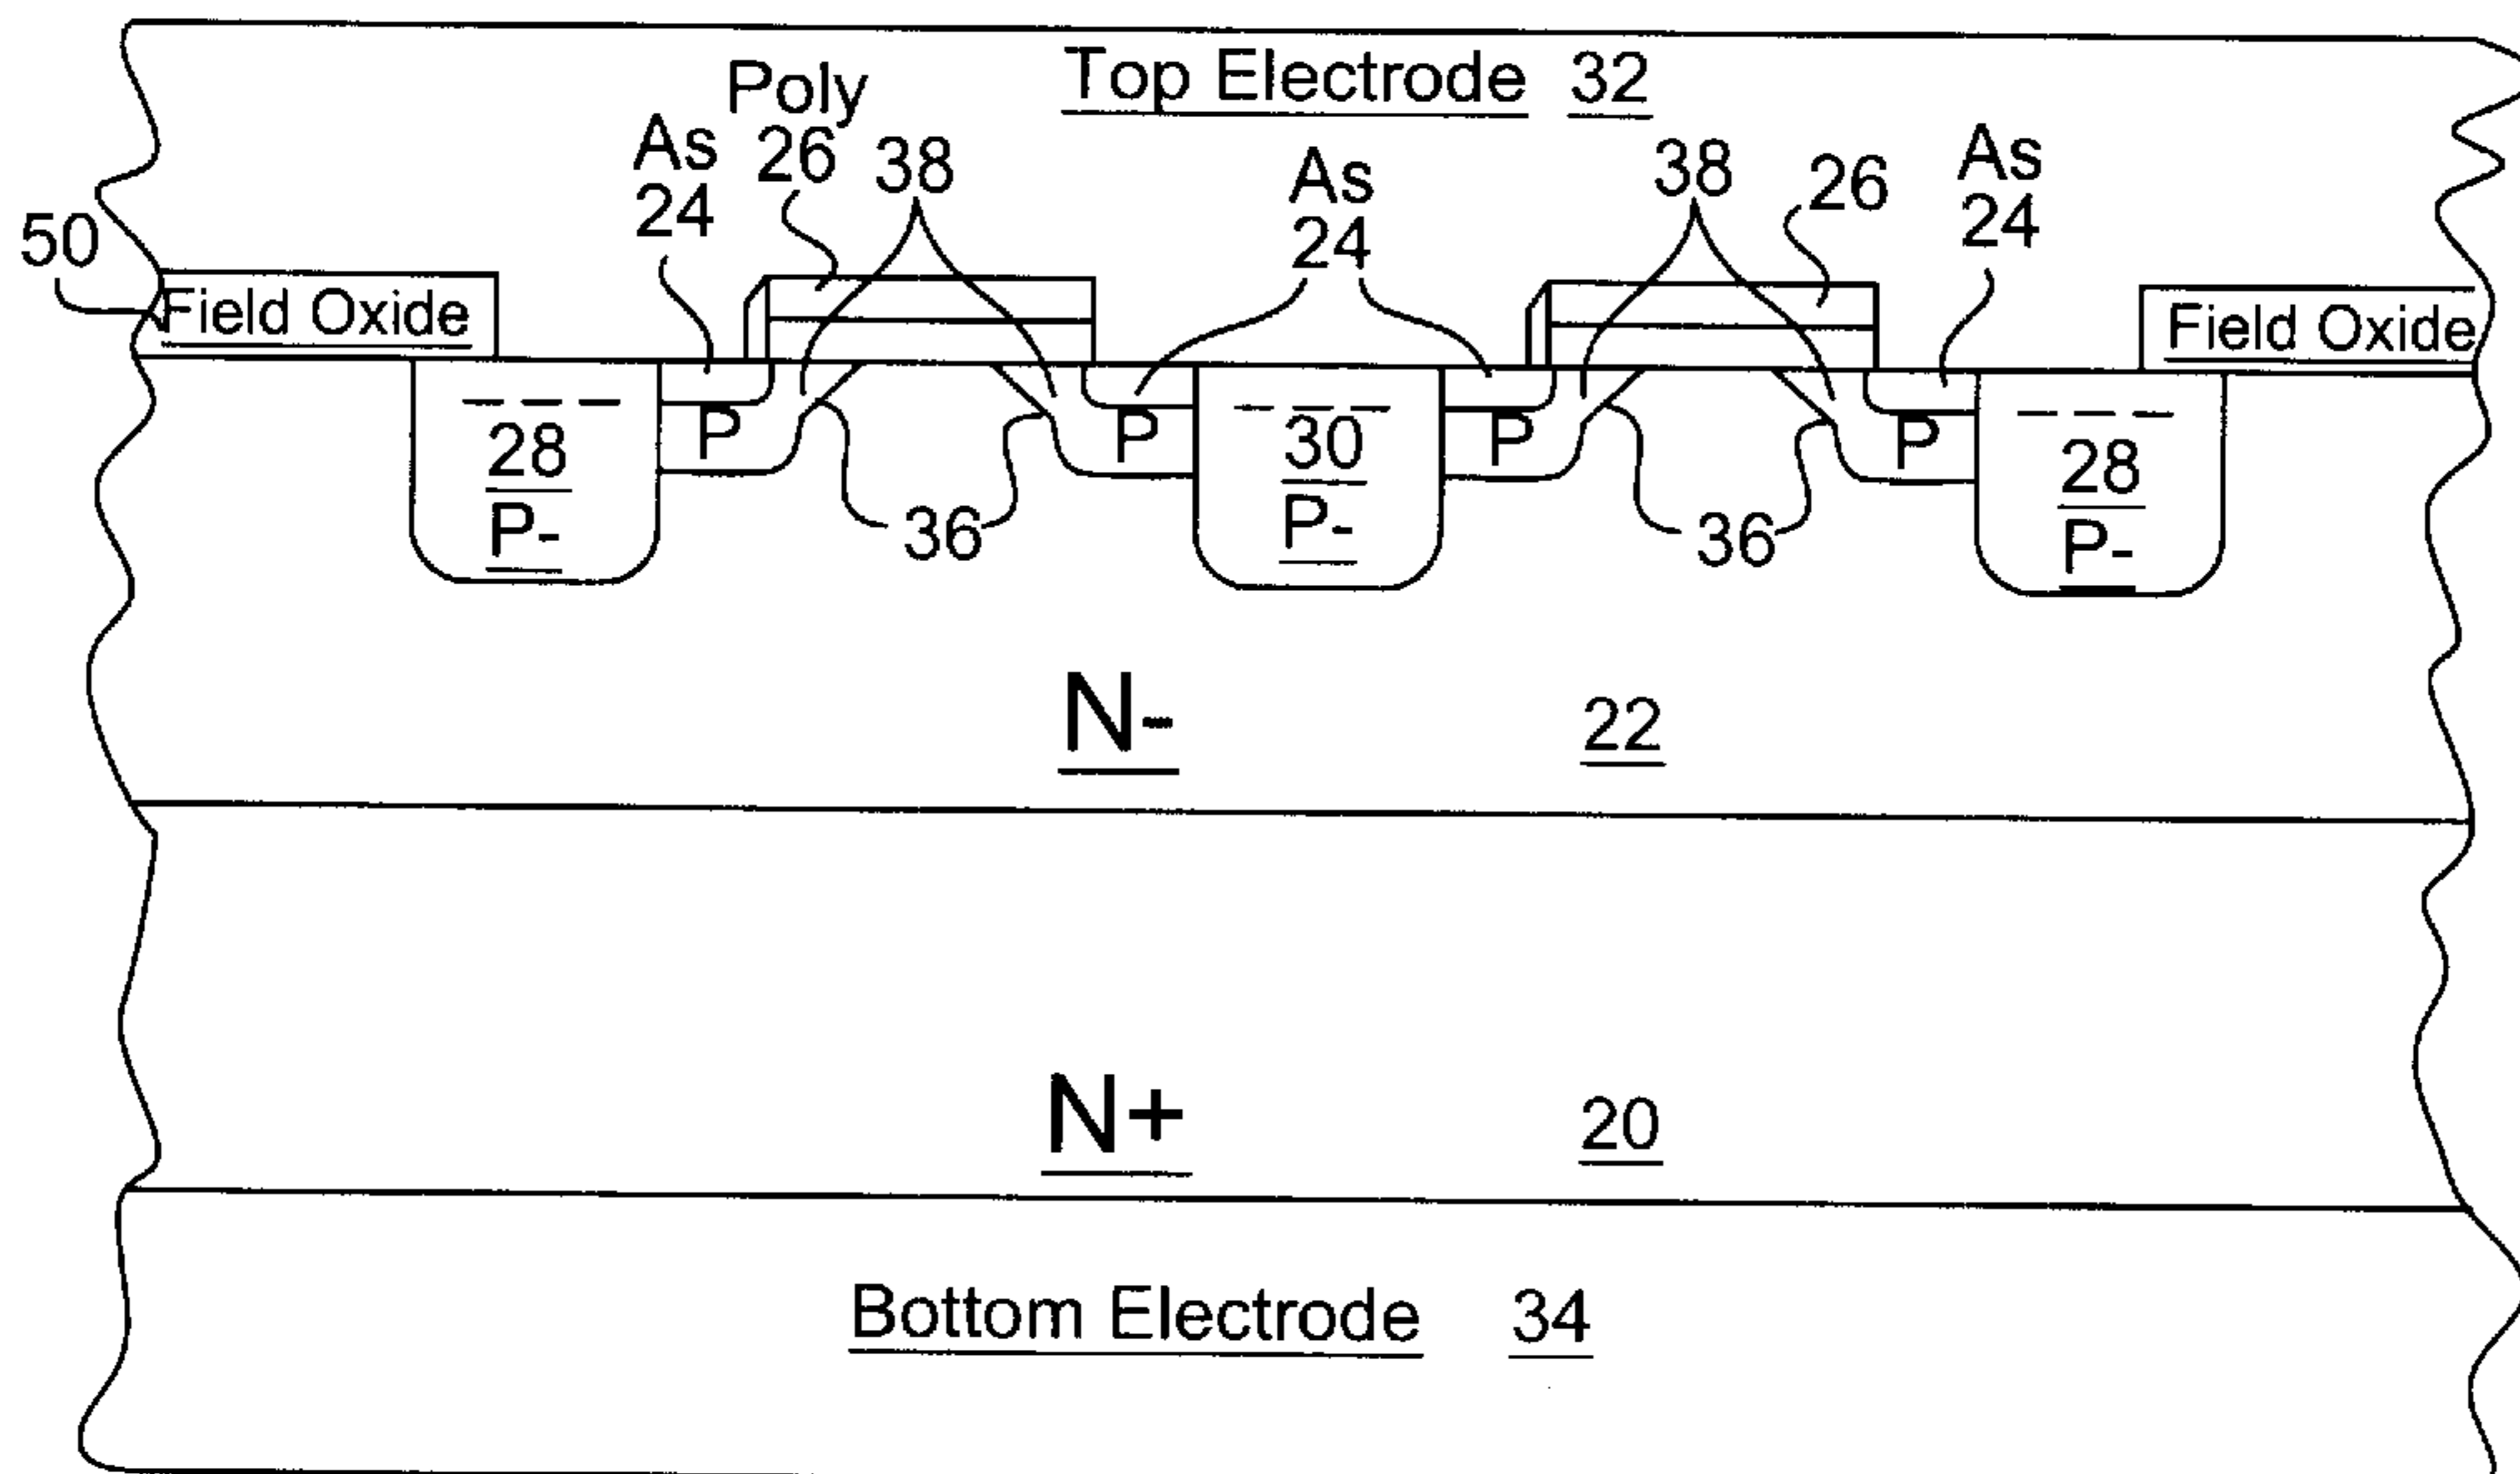 Top Electrode 32
Poly
26
As
24
38
As
24
38
26
As
24
50
Field Oxide
Field Oxide
P
P
P
P
28
P-
30
P-
28
P-
36
36
N- 22
N+ 20
Bottom Electrode 34